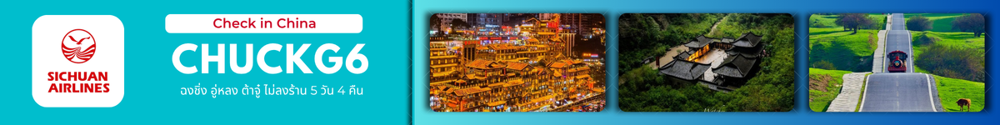 SICHUAN
AIRLINES
Check in China
CHUCKG6
ฉงชิ่ง อู่หลง ต้าจู๋ ไม่ลงร้าน 5 วัน 4 คืน